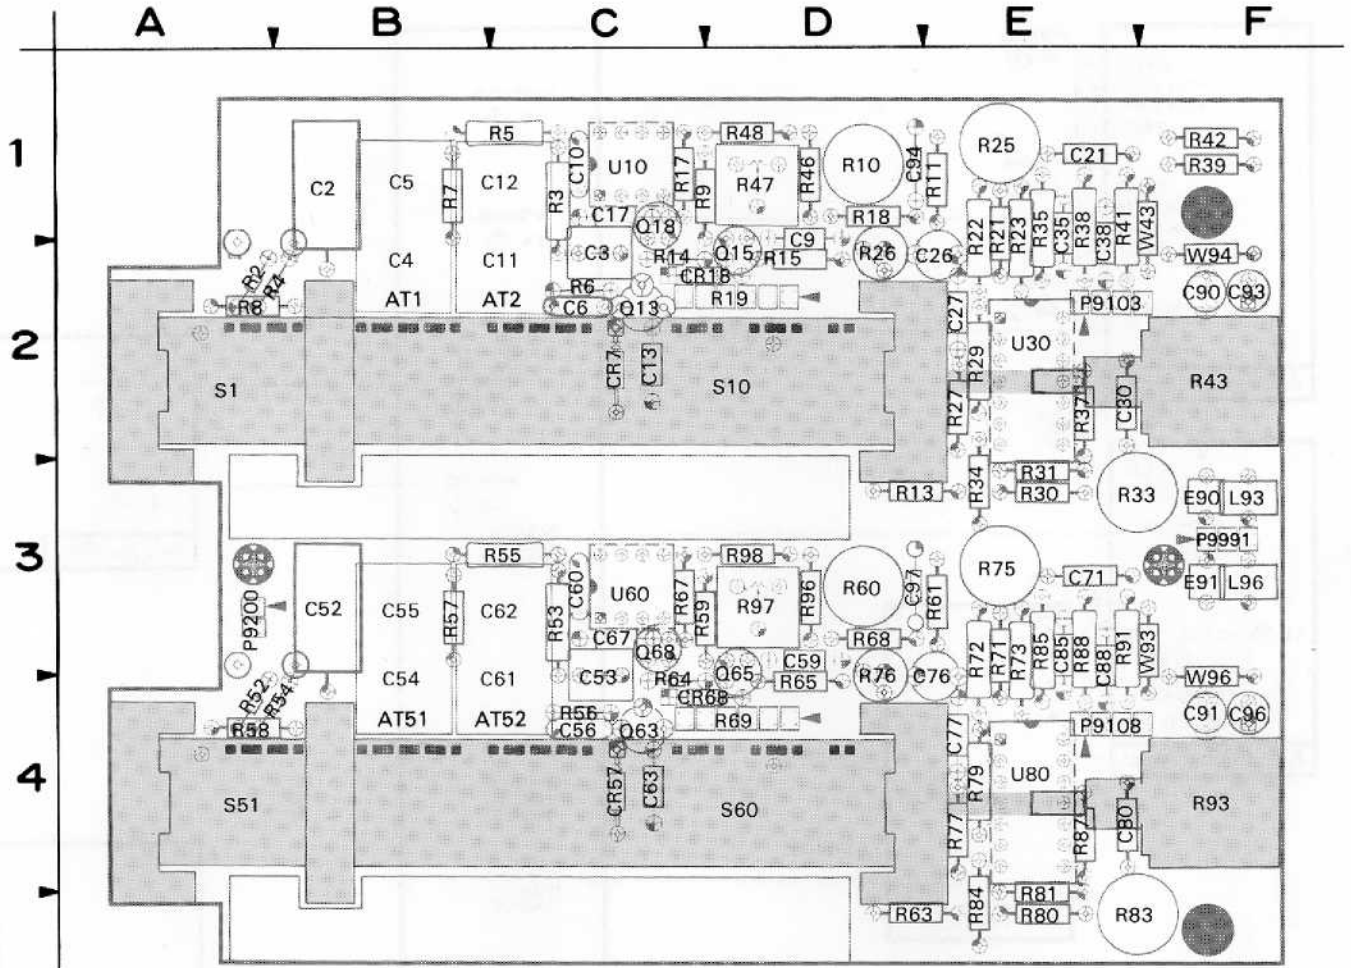 A B C D E F
1
R5 R48 R42
C2 C5 R7 C12 R3 C10 U10 R17 R9 R47 R46 R10 C94 R11 R25 C21 R39
C17 Q18 R18 R22 R21 R23 R35 C35 R38 C38 R41 W43
C4 C11 C3 R14 Q15 C9 R15 R26 C26 W94
R2 R4 CR18
R8 AT1 AT2 R6 C6 Q13 R19 C27 P9103 C90 C93
2
CR7 C13 R29 U30
S1 S10 R27 R37 C30 R43
R34 R31
R13 R30 R33 E90 L93
P9991
3
R55 R98
P9200 C52 C55 R57 C62 R53 C60 U60 R67 R59 R97 R96 R60 C97 R61 R75 C71 E91 L96
C67 Q68 R68 R72 R71 R73 R85 C85 R88 C88 R91 W93
C54 C61 C53 R64 Q65 C59 R65 R76 C76 W96
R52 R54 CR68
R58 AT51 AT52 R56 C56 Q63 R69 C77 P9108 C91 C96
4
CR57 C63 R79 U80
S51 S60 R77 R87 C80 R93
R84 R81
R63 R80 R83